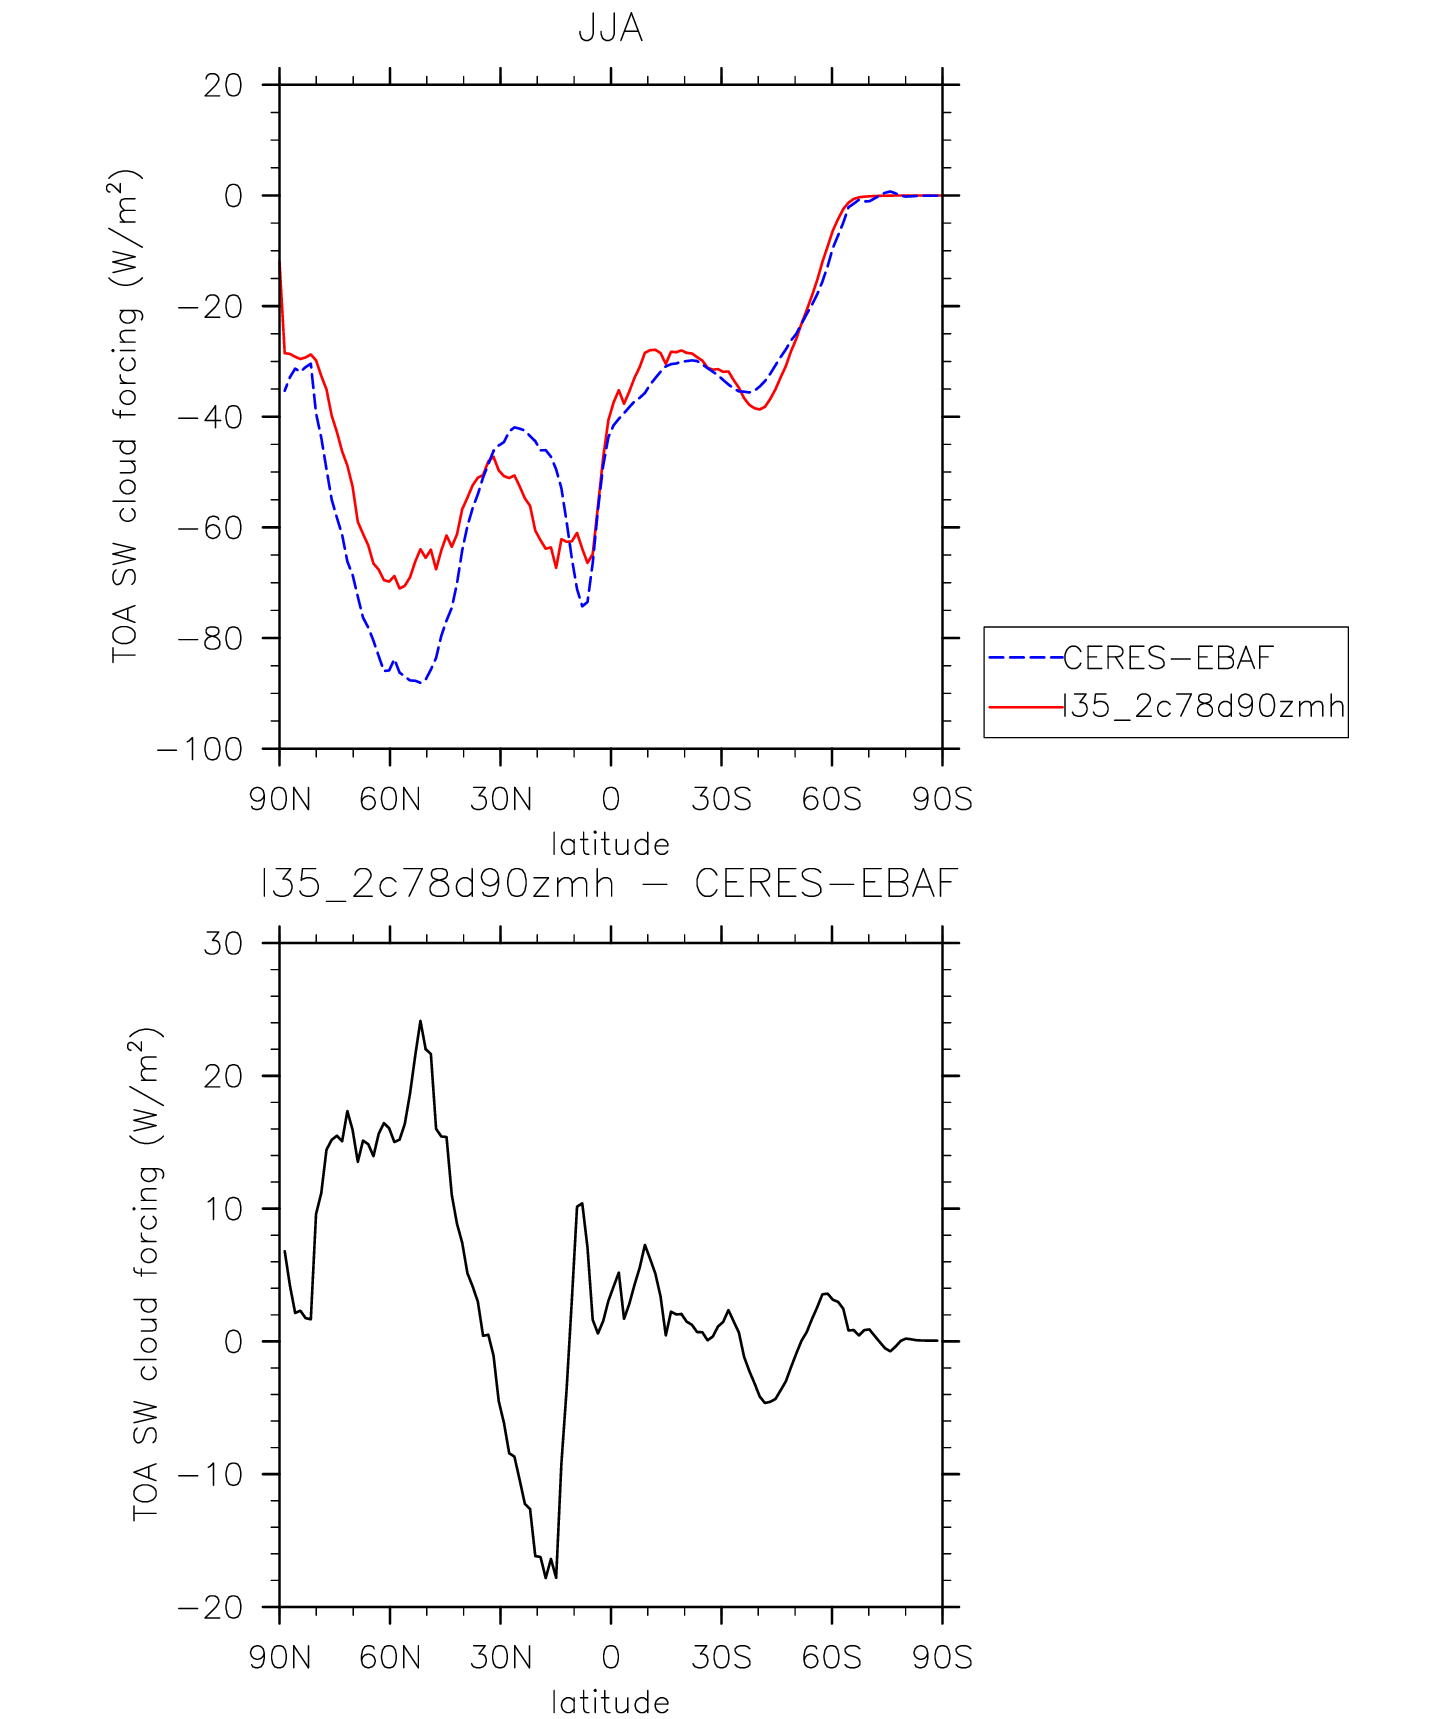 JJA
20
0
−20
−40
−60
−80
−100
TOA SW cloud forcing (W/m²)
90N 60N 30N 0 30S 60S 90S
latitude
CERES−EBAF
I35_2c78d90zmh
I35_2c78d90zmh − CERES−EBAF
30
20
10
0
−10
−20
TOA SW cloud forcing (W/m²)
90N 60N 30N 0 30S 60S 90S
latitude